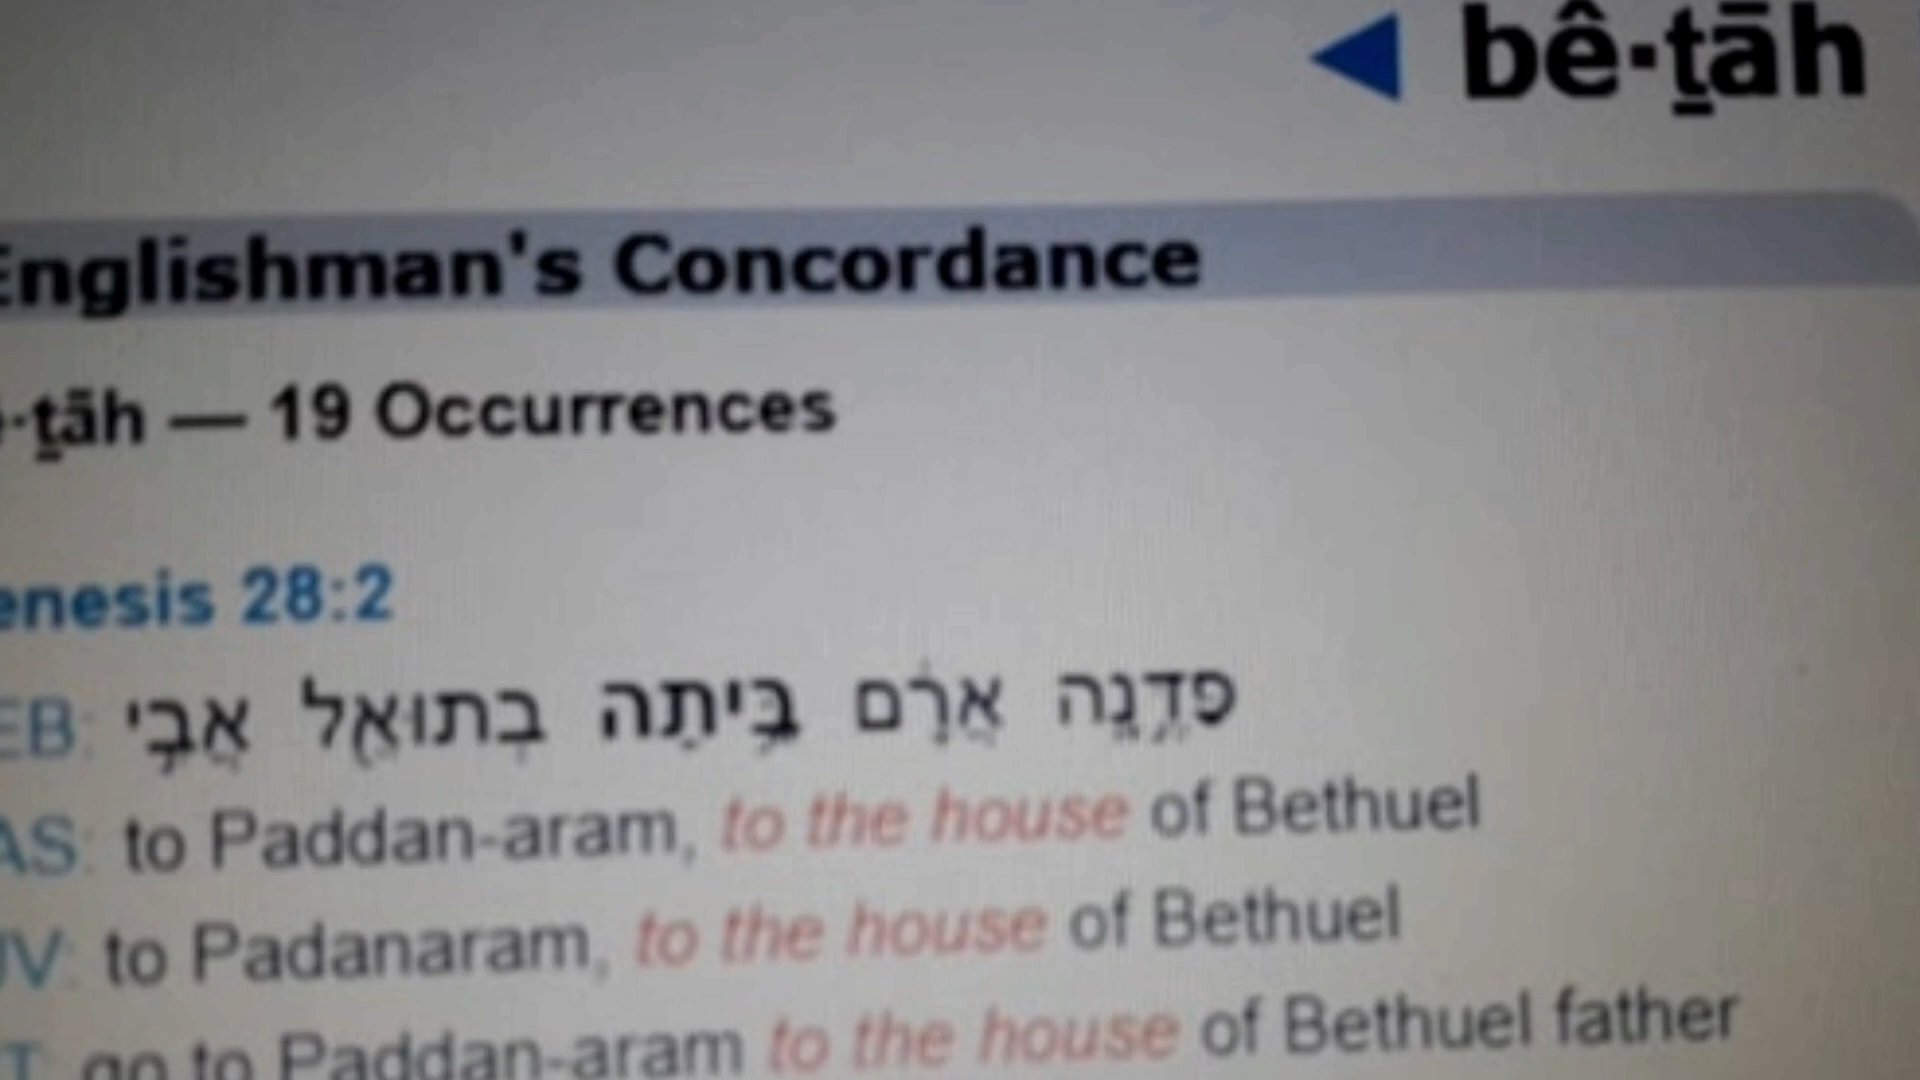 ◄ bê·ṯāh
Englishman's Concordance
·ṯāh — 19 Occurrences
enesis 28:2
EB: פַּדֶּ֣נָֽה אֲרָ֔ם בֵּ֥יתָה בְתוּאֵ֖ל אֲבִ֣י
AS: to Paddan-aram, to the house of Bethuel
JV: to Padanaram, to the house of Bethuel
T: go to Paddan-aram to the house of Bethuel father